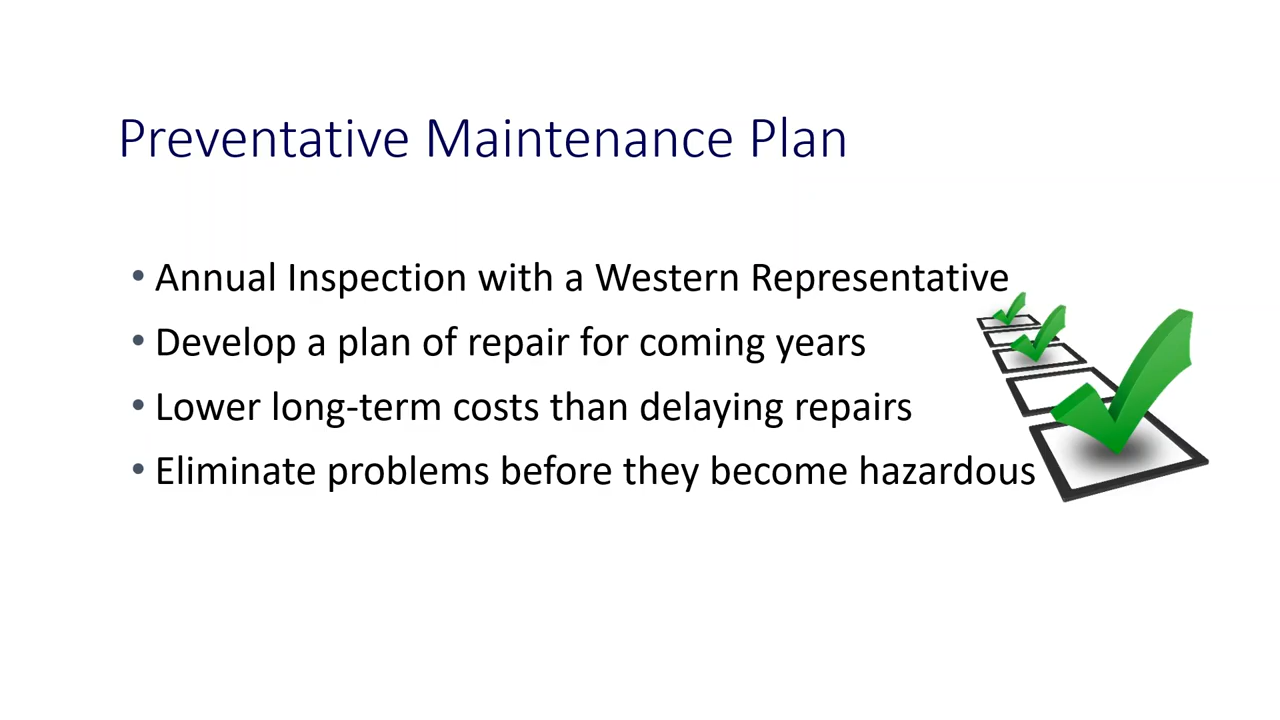 Preventative Maintenance Plan
• Annual Inspection with a Western Representative
• Develop a plan of repair for coming years
• Lower long-term costs than delaying repairs
• Eliminate problems before they become hazardous